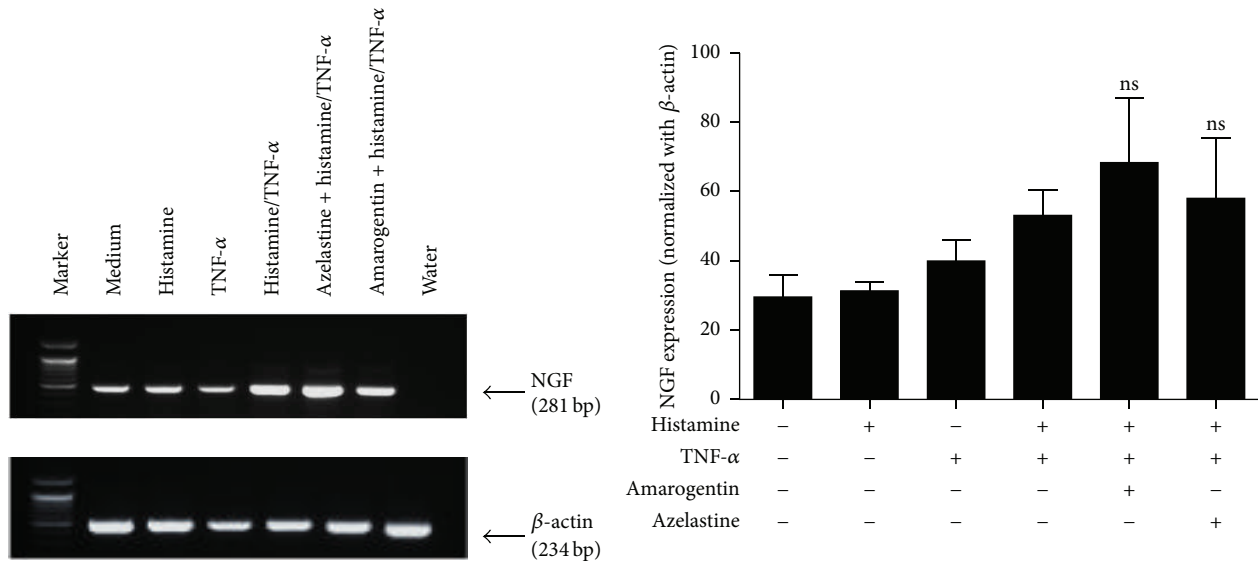 Marker
Medium
Histamine
TNF-α
Histamine/TNF-α
Azelastine + histamine/TNF-α
Amarogentin + histamine/TNF-α
Water
NGF
(281 bp)
β-actin
(234 bp)
NGF expression (normalized with β-actin)
100
80
60
40
20
0
ns
ns
Histamine − + − + + +
TNF-α − − + + + +
Amarogentin − − − − + −
Azelastine − − − − − +